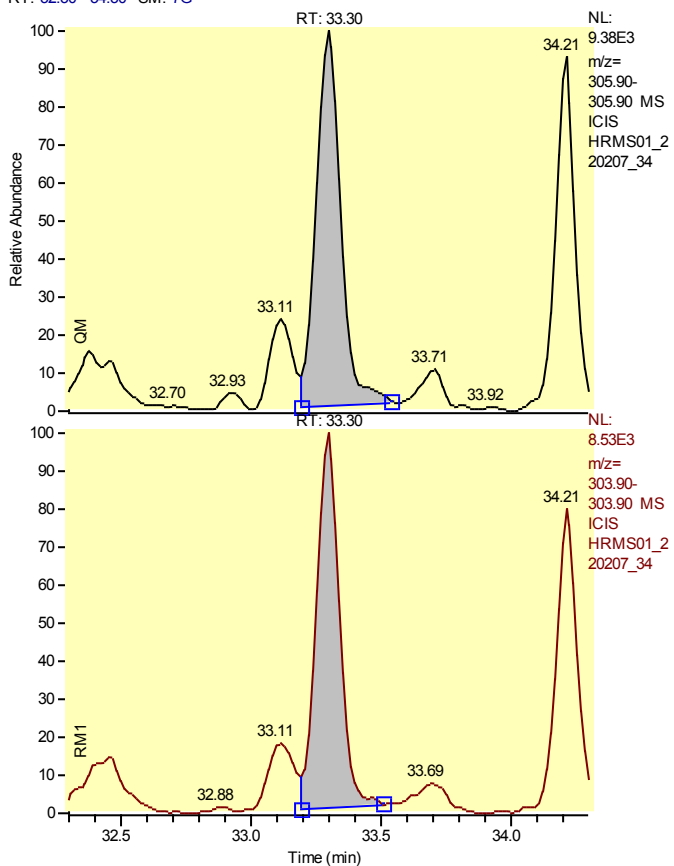 RT: 33.30
NL:
9.38E3
m/z=
305.90-
305.90 MS
ICIS
HRMS01_2
20207_34
100
90
80
70
60
50
40
30
20
10
0
Relative Abundance
QM
32.70
32.93
33.11
33.71
33.92
34.21
RT: 33.30
NL:
8.53E3
m/z=
303.90-
303.90 MS
ICIS
HRMS01_2
20207_34
100
90
80
70
60
50
40
30
20
10
0
RM1
32.88
33.11
33.69
34.21
32.5 33.0 33.5 34.0
Time (min)